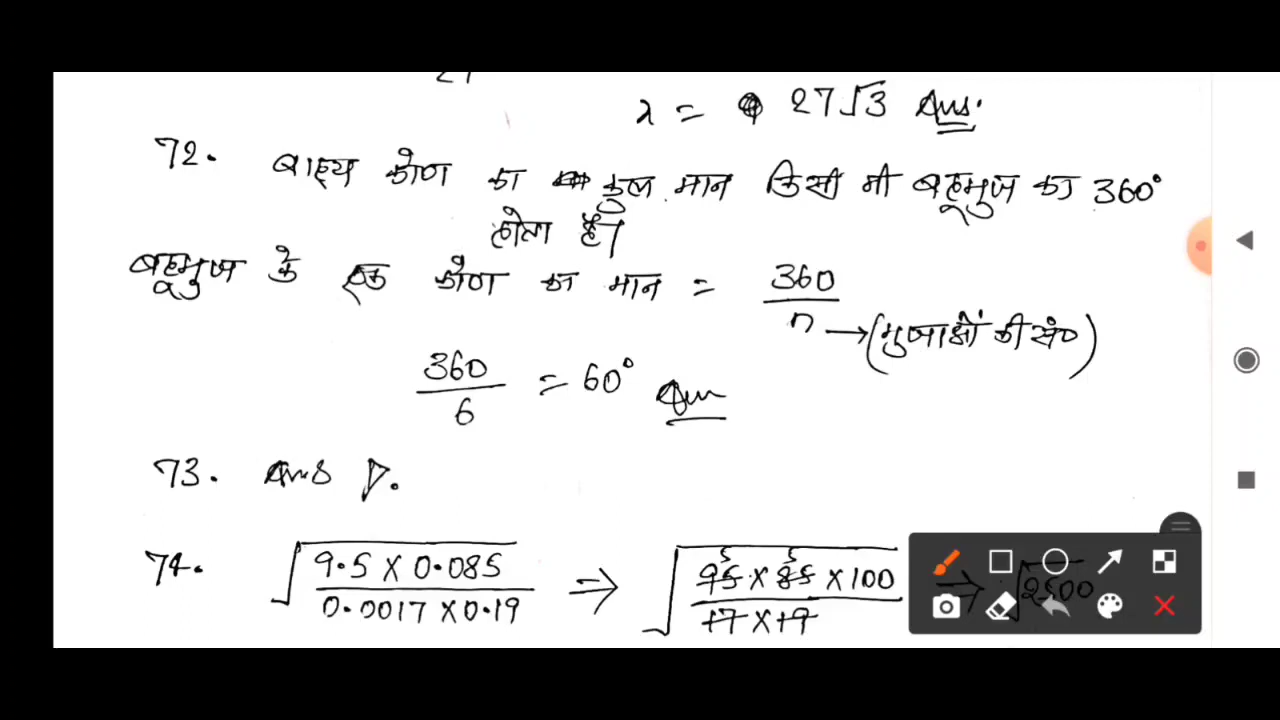 λ = 27√3 Ans.
72. बाह्य कोण का कुल मान किसी भी बहूभुज का 360°
होता है।
बहूभुज के एक कोण का मान = 360/n → (भुजाओं की सं०)
360/6 = 60° Ans
73. Ans D.
74. √(9.5 X 0.085 / 0.0017 X 0.19) ⇒ √(95 X 85 X 100 / 17 X 19) ⇒ √2500